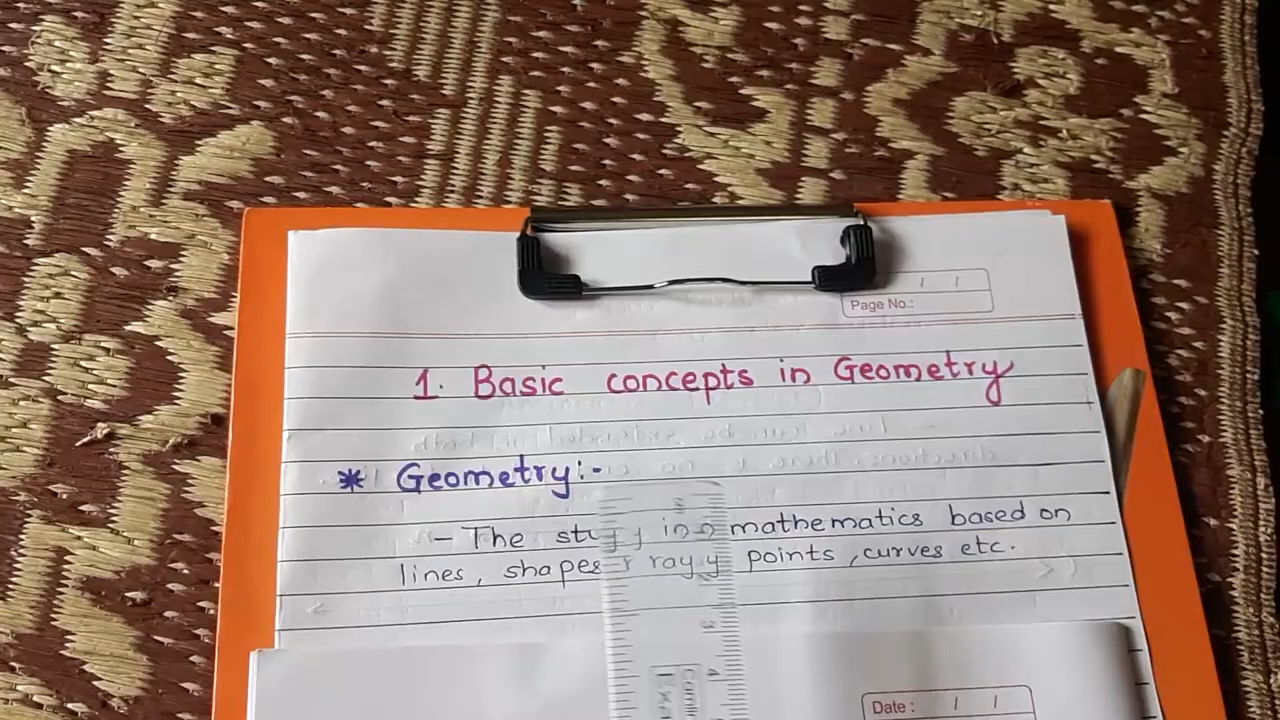 Page No.:
1. Basic concepts in Geometry
* Geometry:-
- The study in mathematics based on
lines, shapes, points, curves etc.
Date : / /